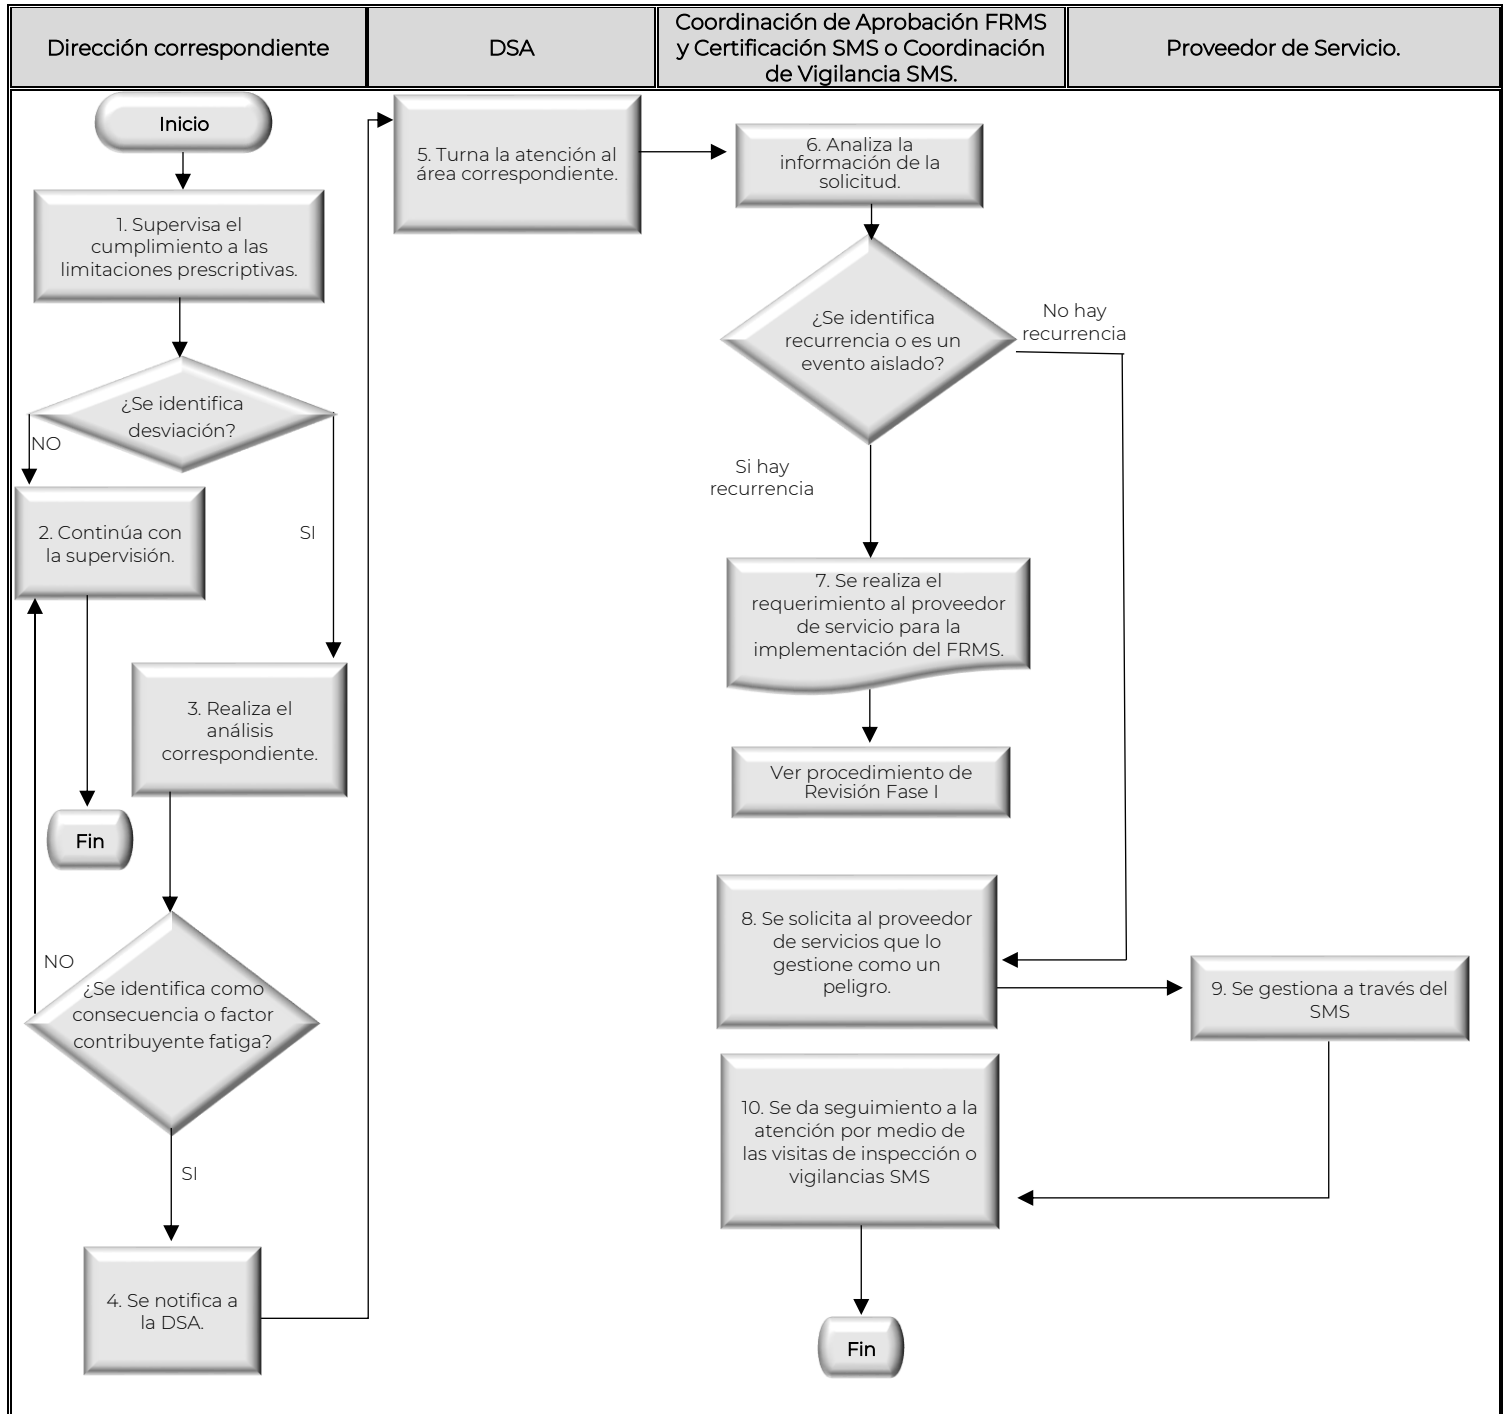 Dirección correspondiente
DSA
Coordinación de Aprobación FRMS
y Certificación SMS o Coordinación
de Vigilancia SMS.
Proveedor de Servicio.
Inicio
1. Supervisa el
cumplimiento a las
limitaciones prescriptivas.
¿Se identifica
desviación?
NO
SI
2. Continúa con
la supervisión.
3. Realiza el
análisis
correspondiente.
Fin
NO
¿Se identifica como
consecuencia o factor
contribuyente fatiga?
SI
4. Se notifica a
la DSA.
5. Turna la atención al
área correspondiente.
6. Analiza la
información de la
solicitud.
¿Se identifica
recurrencia o es un
evento aislado?
No hay
recurrencia
Si hay
recurrencia
7. Se realiza el
requerimiento al proveedor
de servicio para la
implementación del FRMS.
Ver procedimiento de
Revisión Fase I
8. Se solicita al proveedor
de servicios que lo
gestione como un
peligro.
9. Se gestiona a través del
SMS
10. Se da seguimiento a la
atención por medio de
las visitas de inspección o
vigilancias SMS
Fin